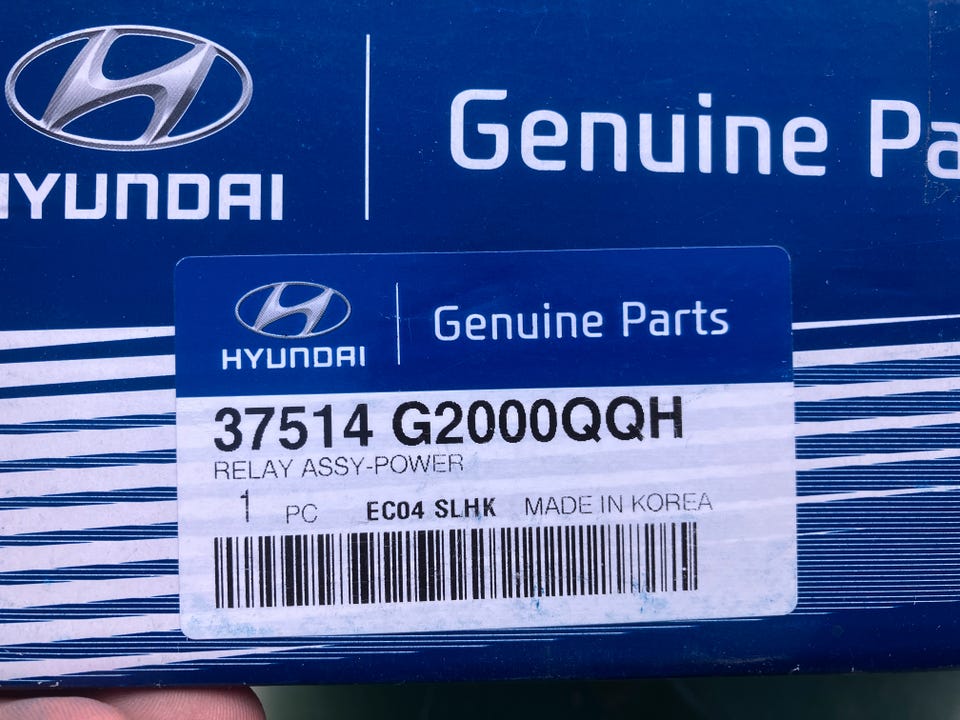 HYUNDAI
Genuine Pa
HYUNDAI
Genuine Parts
37514 G2000QQH
RELAY ASSY-POWER
1 PC EC04 SLHK MADE IN KOREA